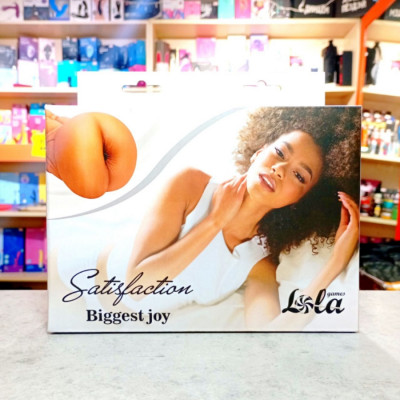 Satisfaction
Biggest joy
games
Lola